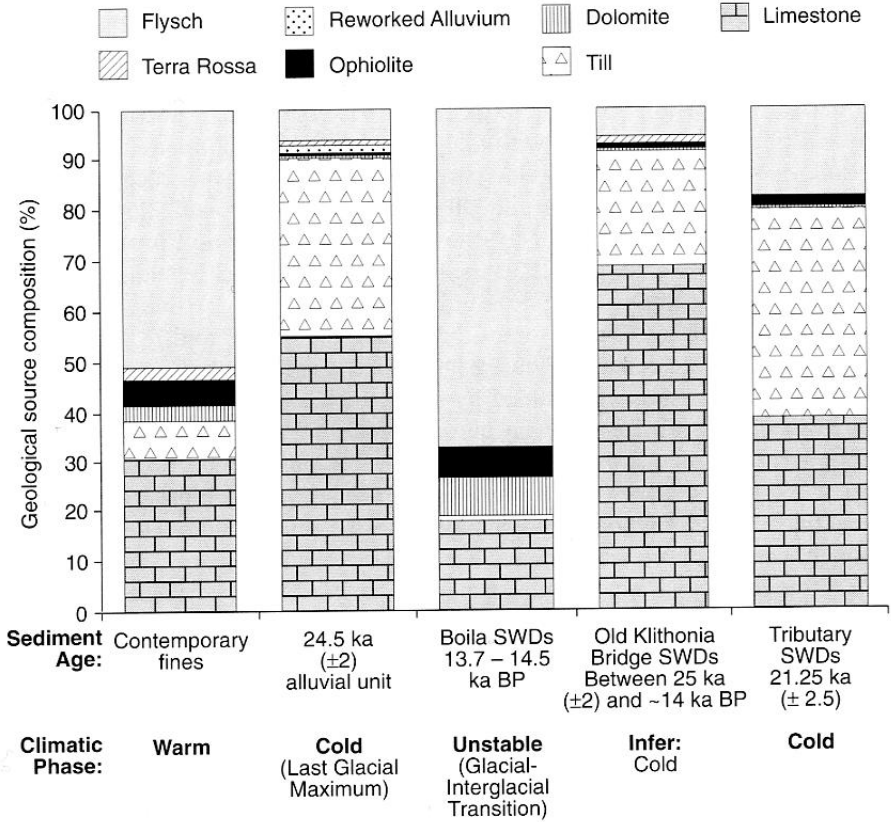 Flysch
Reworked Alluvium
Dolomite
Limestone
Terra Rossa
Ophiolite
Till
Geological source composition (%)
100
90
80
70
60
50
40
30
20
10
0
Sediment Age:
Contemporary
fines
24.5 ka
(±2)
alluvial unit
Boila SWDs
13.7 – 14.5
ka BP
Old Klithonia
Bridge SWDs
Between 25 ka
(±2) and ~14 ka BP
Tributary
SWDs
21.25 ka
(± 2.5)
Climatic
Phase:
Warm
Cold
(Last Glacial
Maximum)
Unstable
(Glacial-
Interglacial
Transition)
Infer:
Cold
Cold